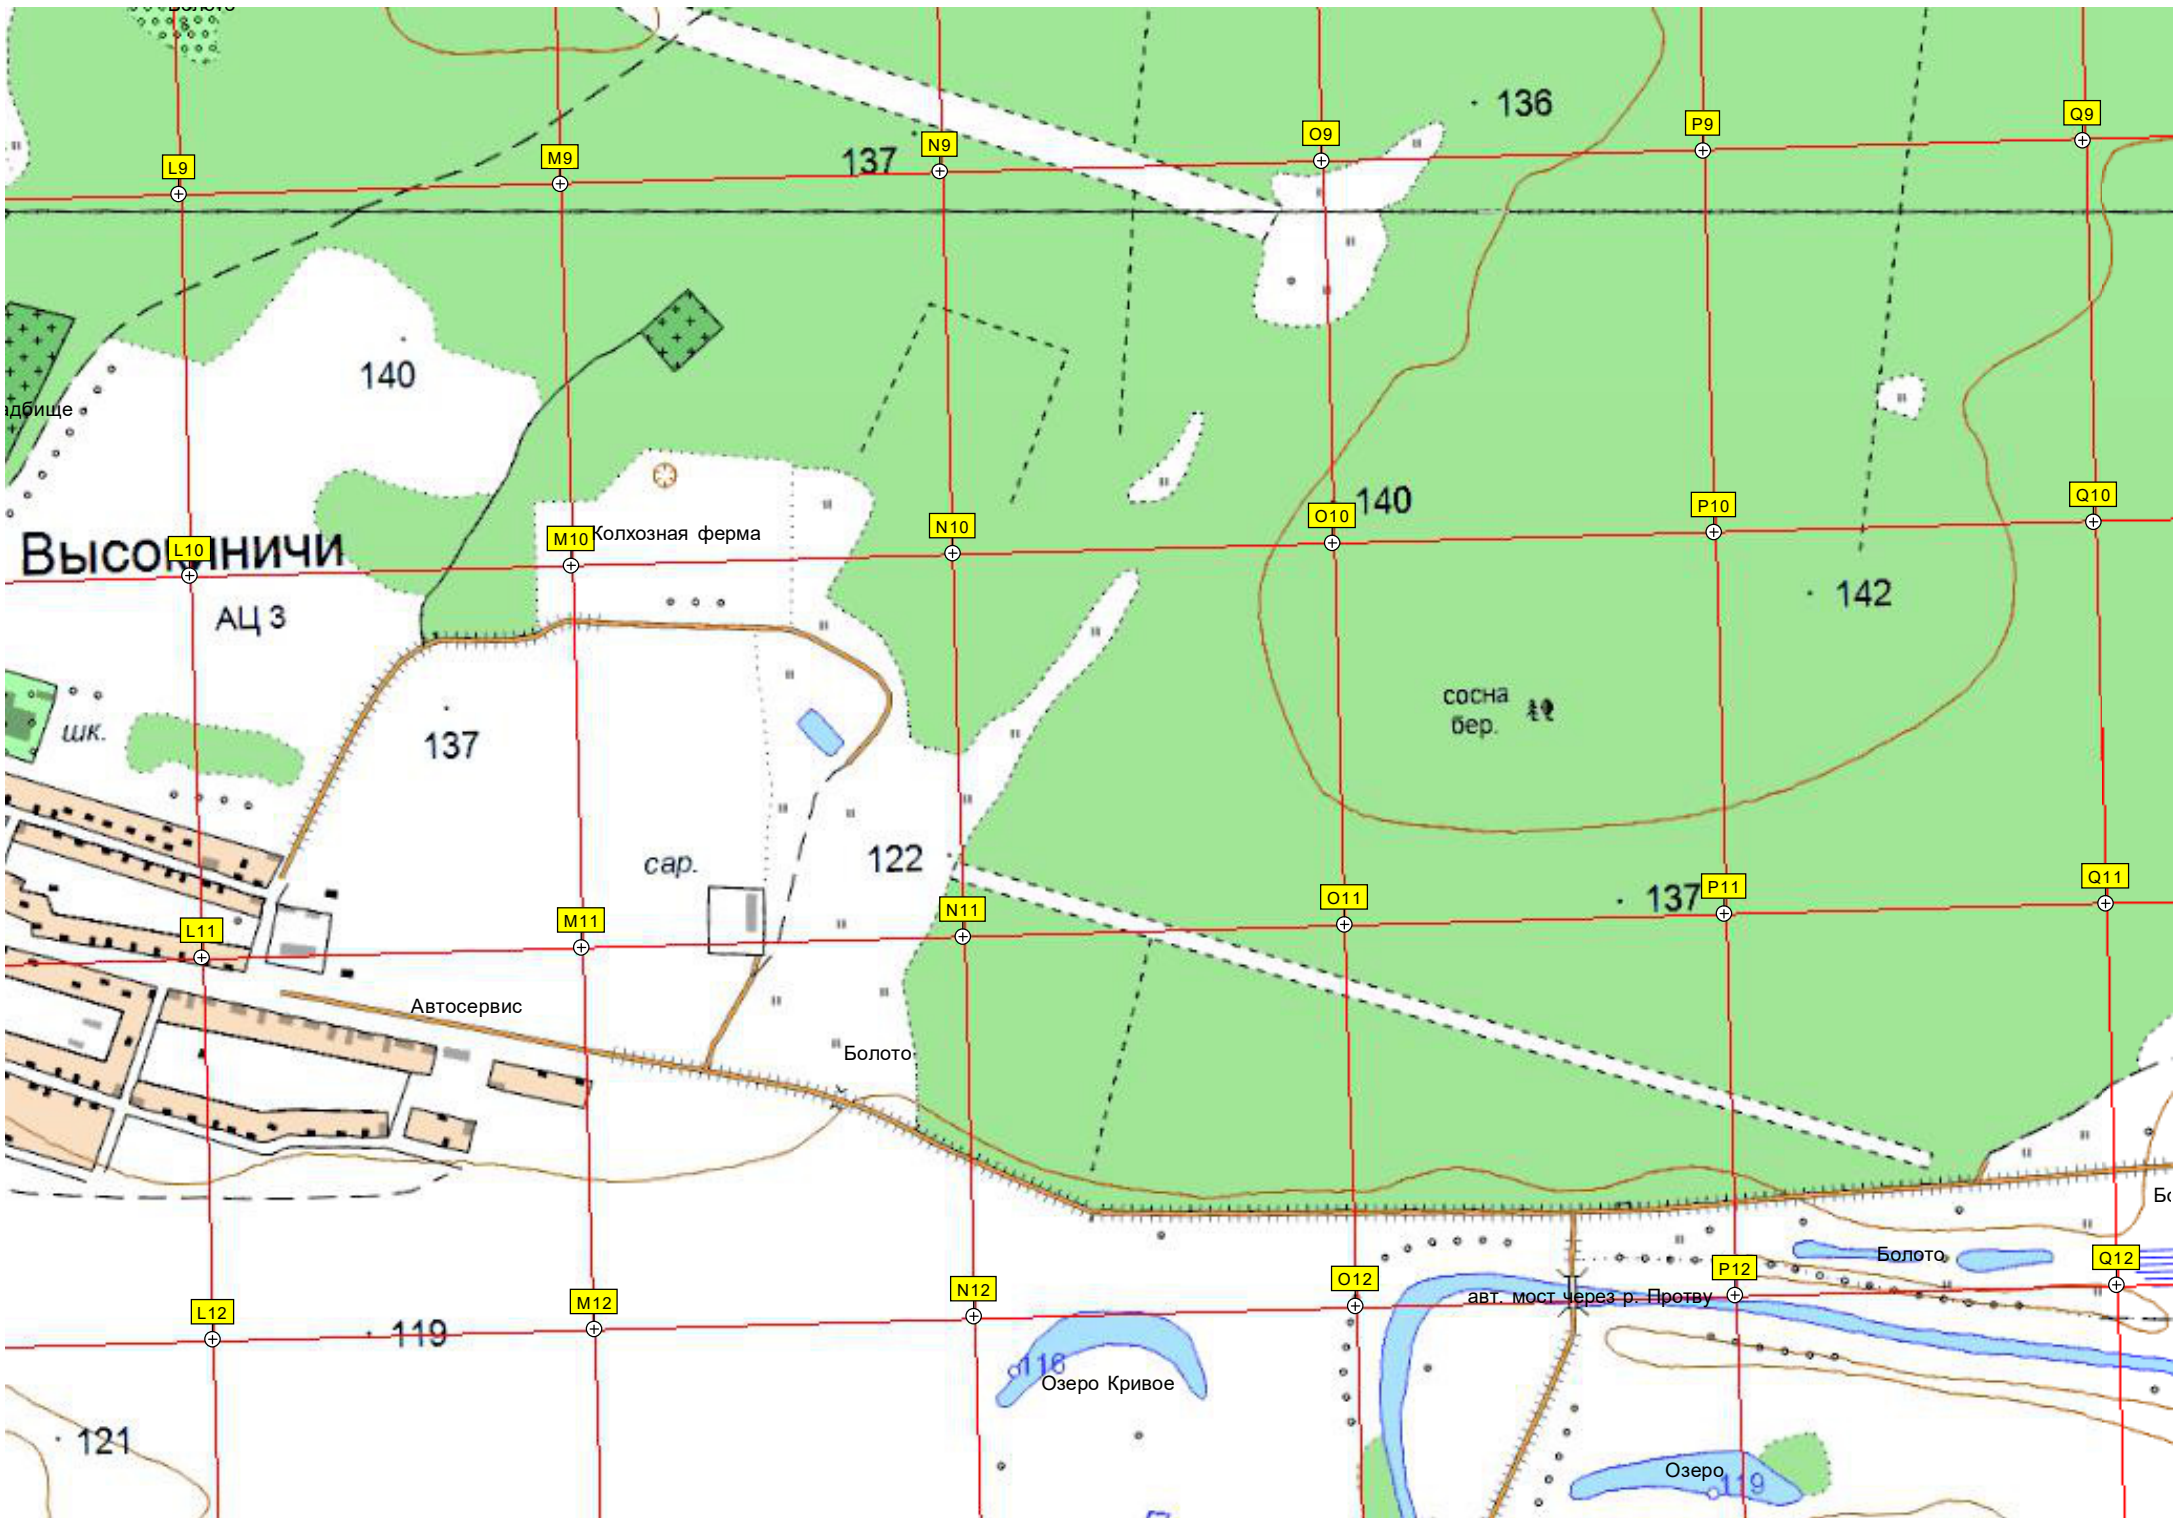 Болото
136
137
L9
M9
N9
O9
P9
Q9
140
адбище
140
Высокиничи
Колхозная ферма
L10
M10
N10
O10
P10
Q10
АЦ 3
142
сосна
бер.
шк.
137
сар.
122
137
L11
M11
N11
O11
P11
Q11
Автосервис
Болото
Бо
Болото
авт. мост через р. Протву
L12
M12
N12
O12
P12
Q12
119
116
Озеро Кривое
121
Озеро
119